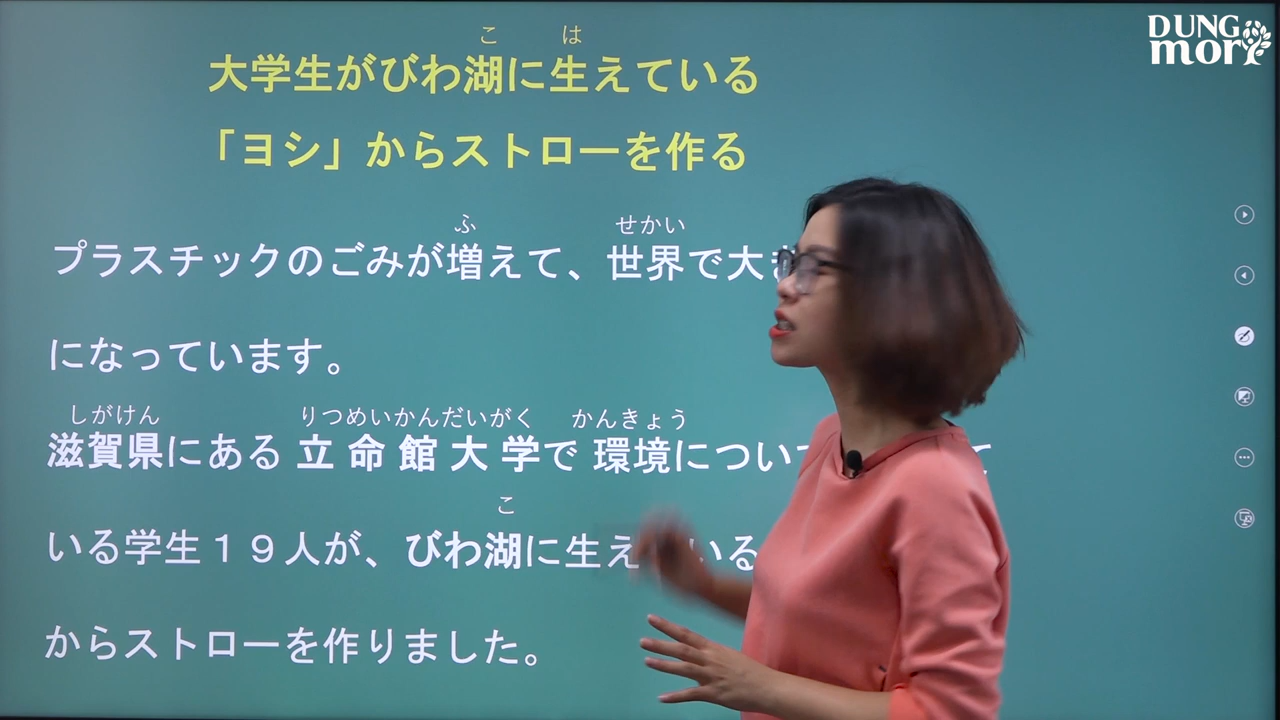 DUNG
mori
こ は
大学生がびわ湖に生えている
「ヨシ」からストローを作る
ふ せかい
プラスチックのごみが増えて、世界で大き
になっています。
しがけん りつめいかんだいがく かんきょう
滋賀県にある立命館大学で環境につい
こ
いる学生19人が、びわ湖に生え いる
からストローを作りました。